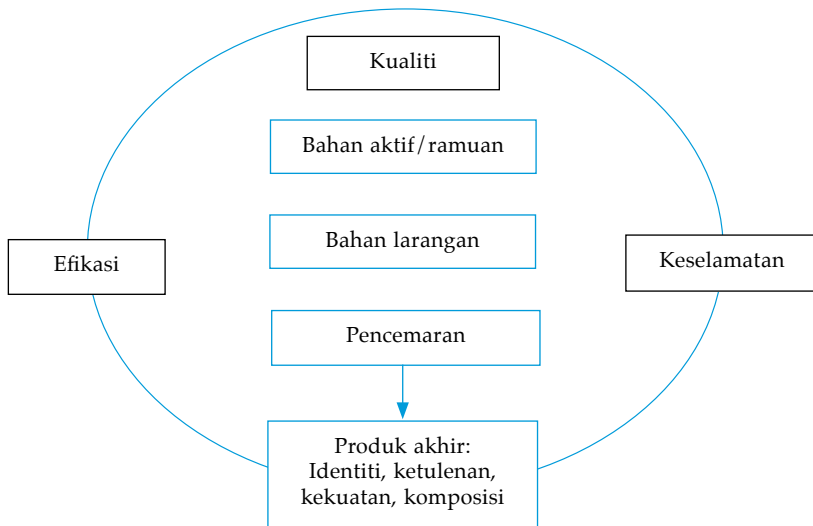 Kualiti
Bahan aktif/ramuan
Bahan larangan
Efikasi
Keselamatan
Pencemaran
Produk akhir:
Identiti, ketulenan,
kekuatan, komposisi